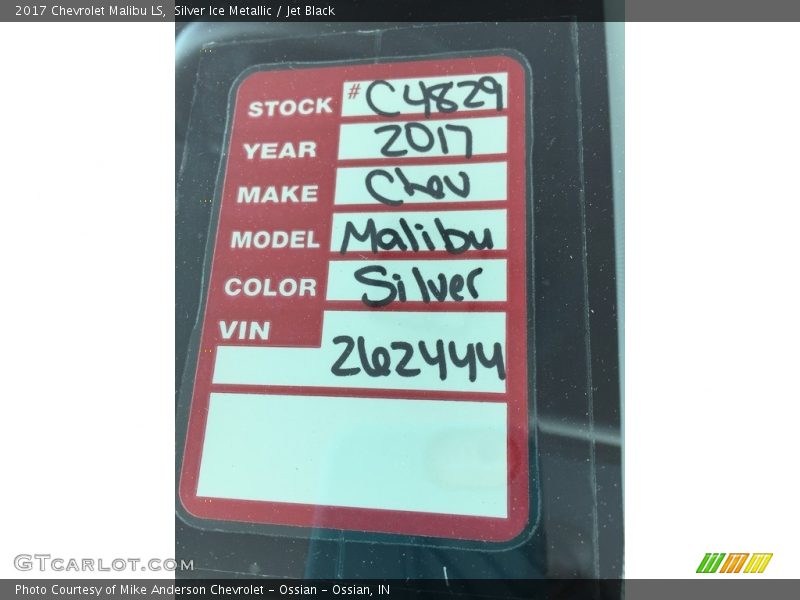 2017 Chevrolet Malibu LS, Silver Ice Metallic / Jet Black
STOCK # C4829
YEAR 2017
MAKE Chev
MODEL Malibu
COLOR Silver
VIN 262444
GTcarlot.com
Photo Courtesy of Mike Anderson Chevrolet - Ossian - Ossian, IN